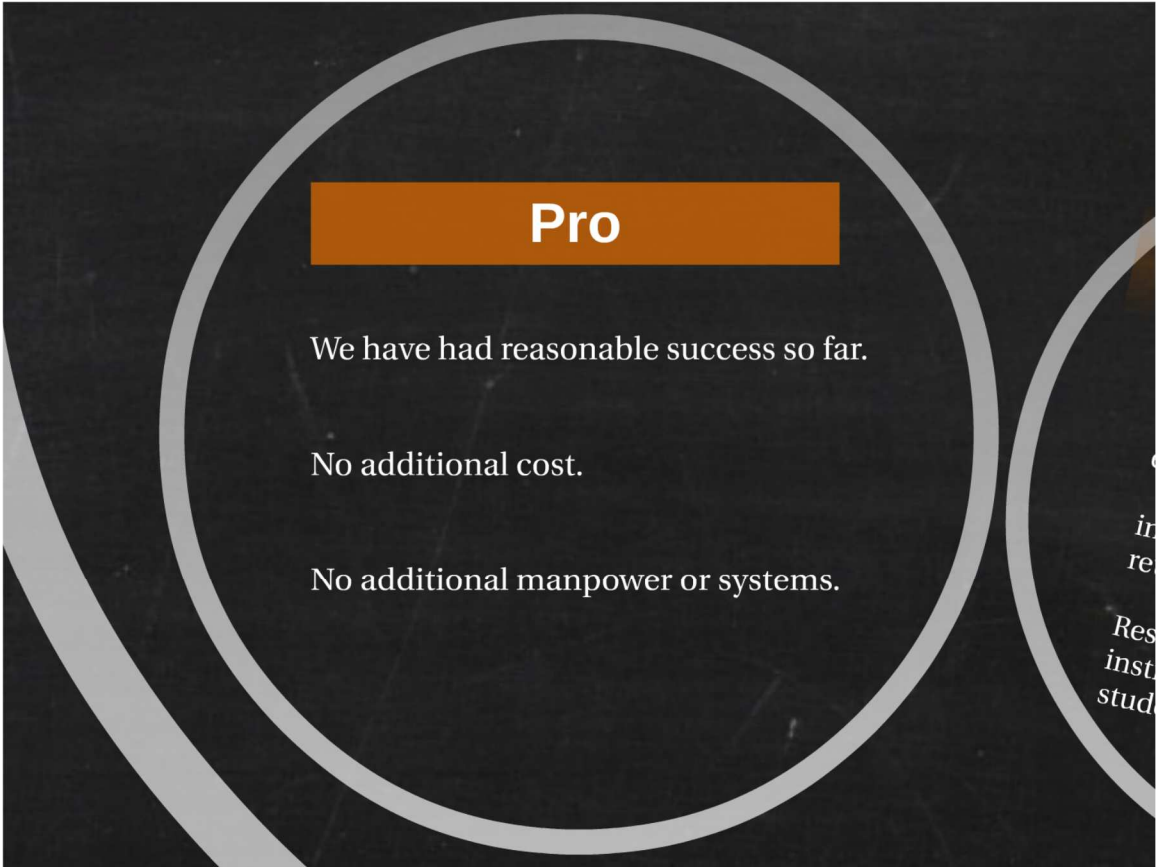 Pro
We have had reasonable success so far.
No additional cost.
No additional manpower or systems.